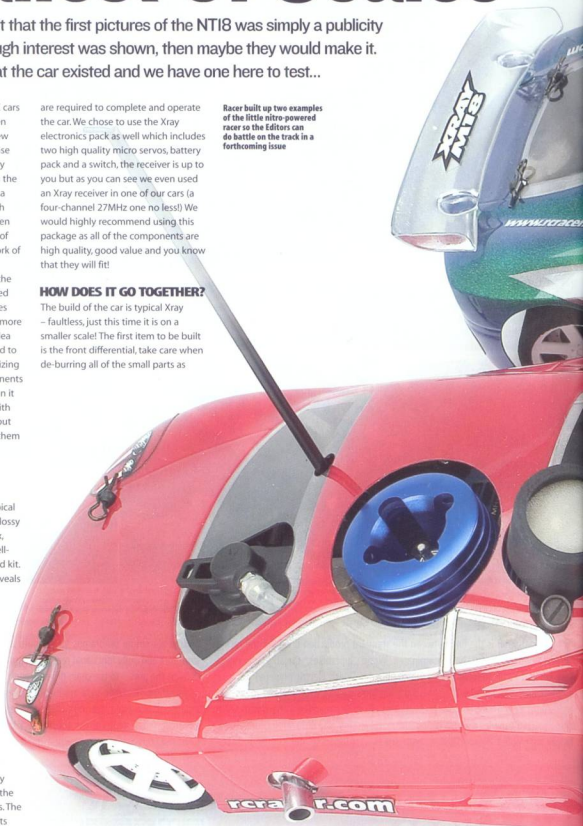 t that the first pictures of the NT18 was simply a publicity
ugh interest was shown, then maybe they would make it.
at the car existed and we have one here to test...
cars
n
w
se
y
the
a
h
en
of
rk of
he
ed
es
more
ea
d to
izing
nents
n it
ith
out
hem
ical
lossy
k,
ell-
d kit.
veals
y
the
s. The
ts
are required to complete and operate
the car. We chose to use the Xray
electronics pack as well which includes
two high quality micro servos, battery
pack and a switch, the receiver is up to
you but as you can see we even used
an Xray receiver in one of our cars (a
four-channel 27MHz one no less!) We
would highly recommend using this
package as all of the components are
high quality, good value and you know
that they will fit!
HOW DOES IT GO TOGETHER?
The build of the car is typical Xray
– faultless, just this time it is on a
smaller scale! The first item to be built
is the front differential, take care when
de-burring all of the small parts as
Racer built up two examples
of the little nitro-powered
racer so the Editors can
do battle on the track in a
forthcoming issue
XRAY
MT8
www.rcracer
rcra r.com